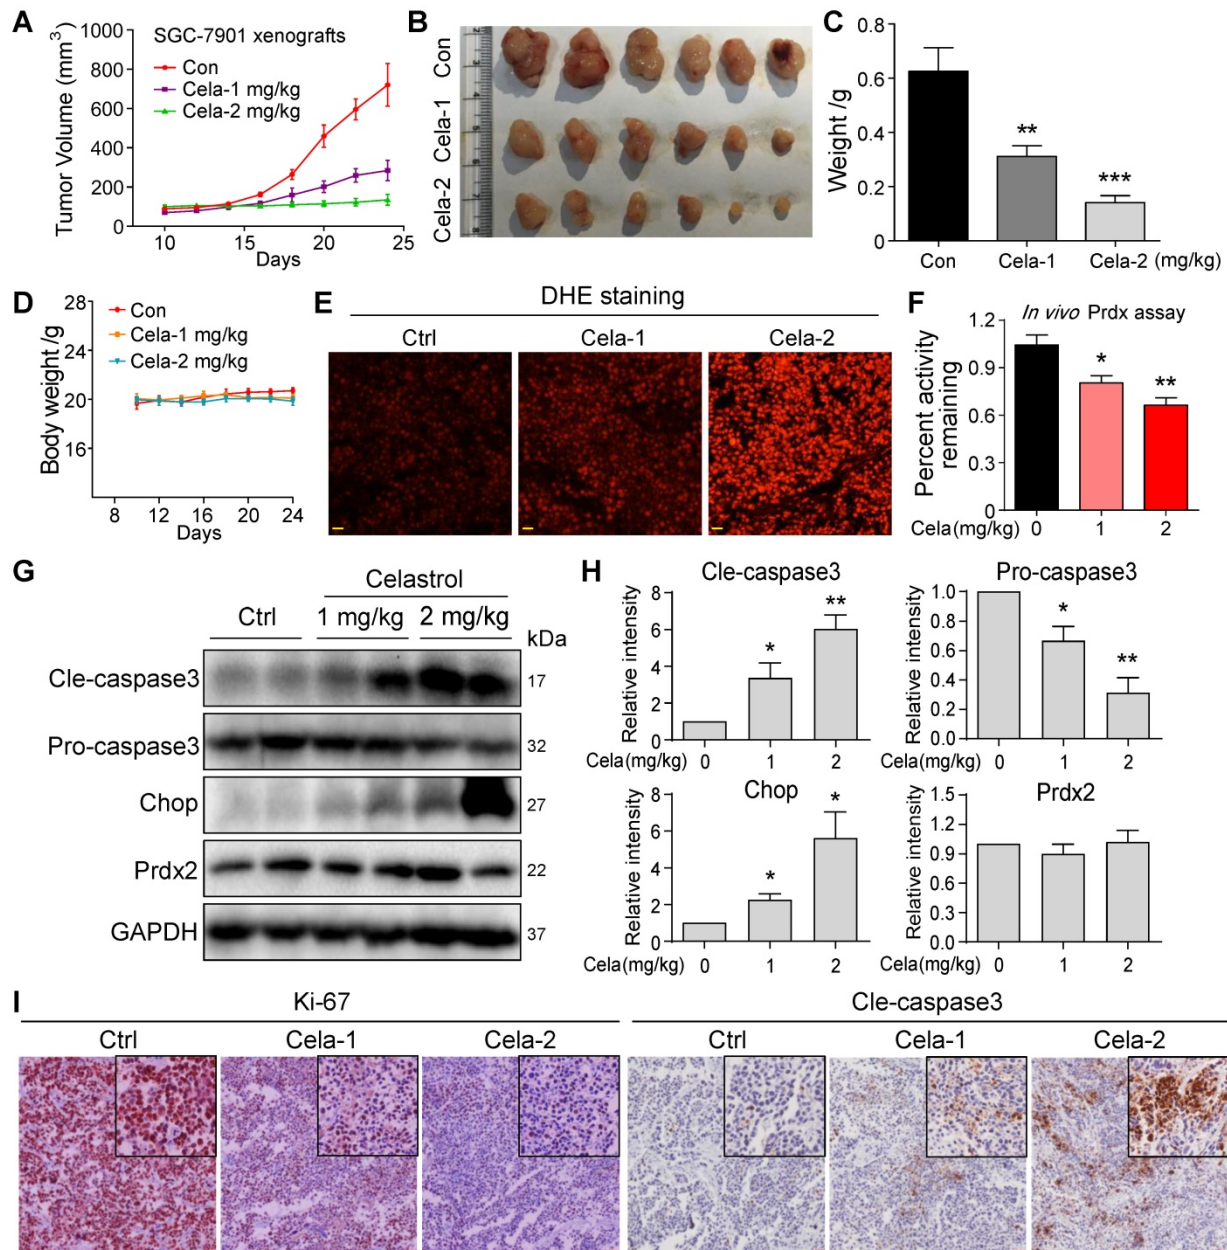 A
Tumor Volume (mm³)
1000
800
600
400
200
0
SGC-7901 xenografts
Con
Cela-1 mg/kg
Cela-2 mg/kg
10 15 20 25
Days
B
Con
Cela-1
Cela-2
C
Weight /g
0.8
0.6
0.4
0.2
0
**
***
Con Cela-1 Cela-2 (mg/kg)
D
Body weight /g
28
24
20
16
Con
Cela-1 mg/kg
Cela-2 mg/kg
8 12 16 20 24
Days
E
DHE staining
Ctrl Cela-1 Cela-2
F
In vivo Prdx assay
Percent activity
remaining
1.2
0.9
0.6
0.3
0
*
**
Cela(mg/kg) 0 1 2
G
Celastrol
Ctrl 1 mg/kg 2 mg/kg
kDa
Cle-caspase3 17
Pro-caspase3 32
Chop 27
Prdx2 22
GAPDH 37
H
Cle-caspase3
Relative intensity
8
6
4
2
0
*
**
Cela(mg/kg) 0 1 2
Pro-caspase3
Relative intensity
1.0
0.8
0.6
0.4
0.2
0.0
*
**
Cela(mg/kg) 0 1 2
Chop
Relative intensity
8
6
4
2
0
*
*
Cela(mg/kg) 0 1 2
Prdx2
Relative intensity
1.5
1.2
0.9
0.6
0.3
0.0
Cela(mg/kg) 0 1 2
I
Ki-67
Ctrl Cela-1 Cela-2
Cle-caspase3
Ctrl Cela-1 Cela-2